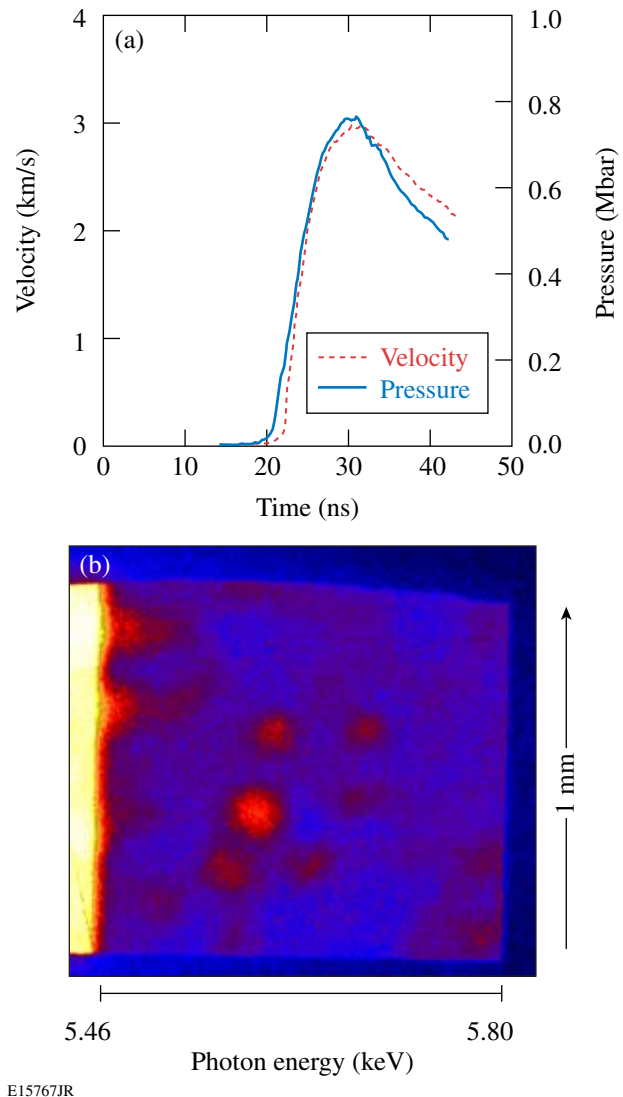 (a)
4
3
2
1
0
Velocity (km/s)
1.0
0.8
0.6
0.4
0.2
0.0
Pressure (Mbar)
Velocity
Pressure
0 10 20 30 40 50
Time (ns)
(b)
1 mm
5.46 5.80
Photon energy (keV)
E15767JR